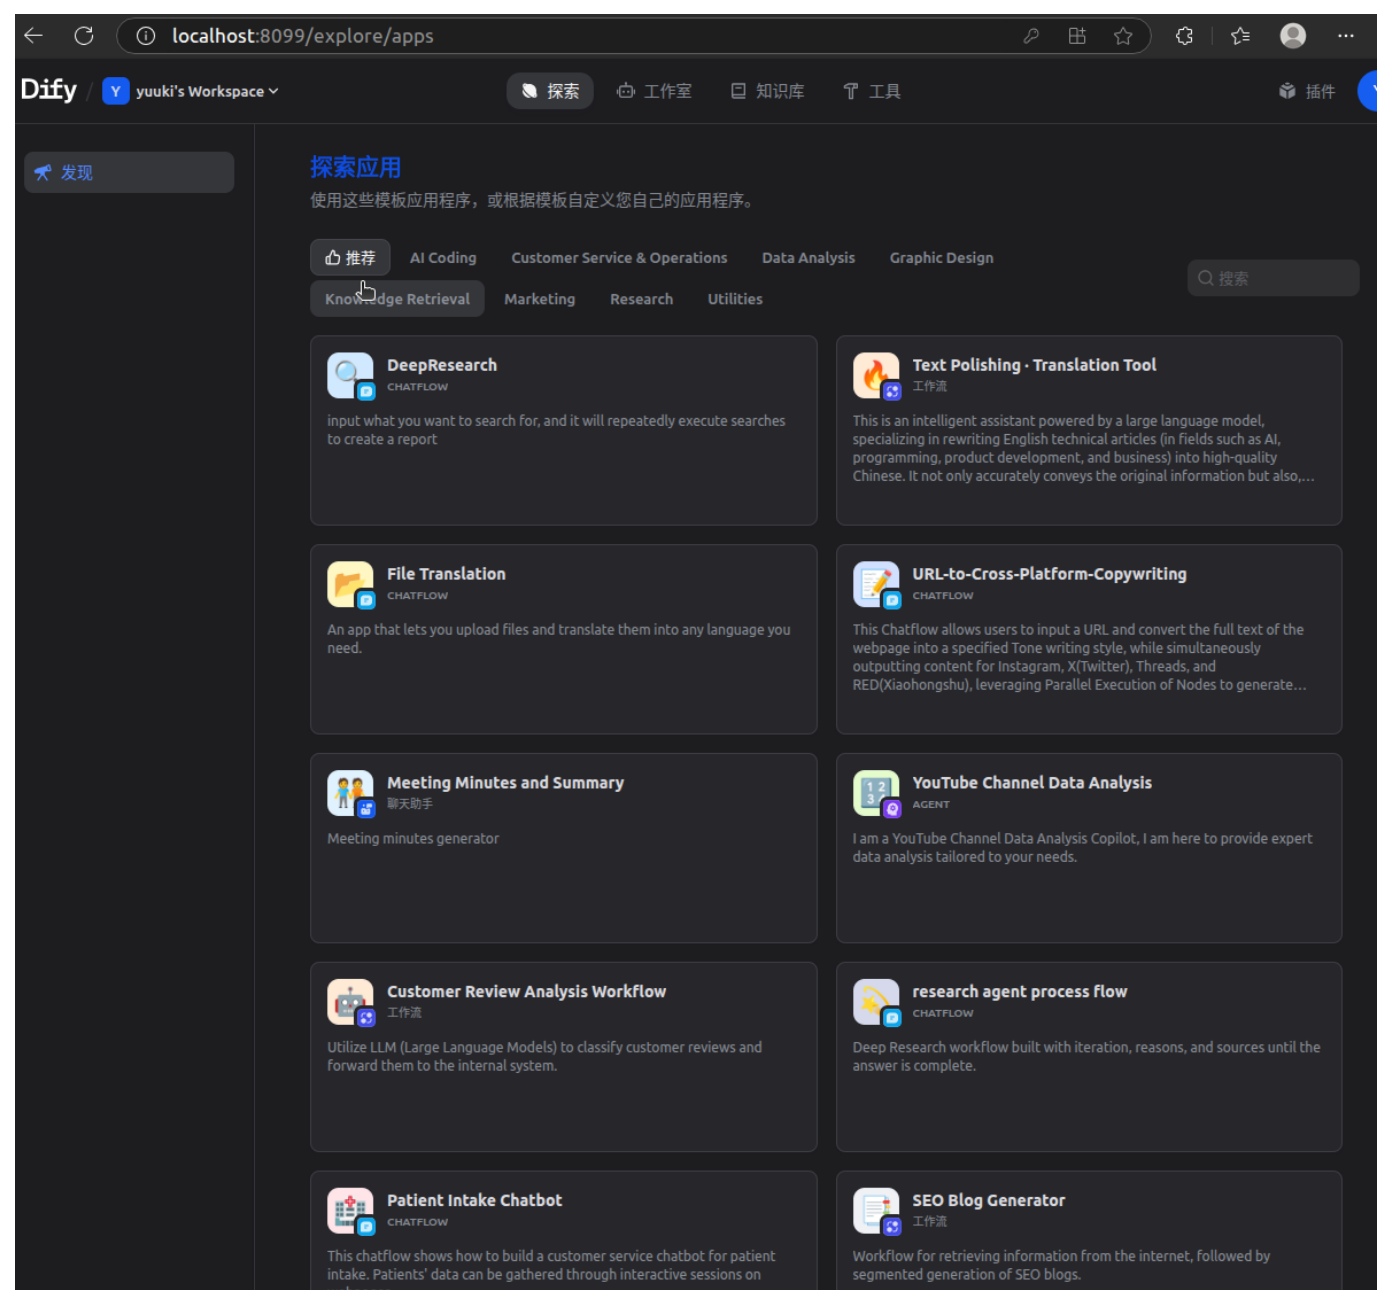 localhost:8099/explore/apps
Dify / Y yuuki's Workspace
探索 工作室 知识库 工具 插件
发现
探索应用
使用这些模板应用程序，或根据模板自定义您自己的应用程序。
推荐 AI Coding Customer Service & Operations Data Analysis Graphic Design
搜索
Knowledge Retrieval Marketing Research Utilities
DeepResearch
CHATFLOW
input what you want to search for, and it will repeatedly execute searches
to create a report
Text Polishing · Translation Tool
工作流
This is an intelligent assistant powered by a large language model,
specializing in rewriting English technical articles (in fields such as AI,
programming, product development, and business) into high-quality
Chinese. It not only accurately conveys the original information but also,...
File Translation
CHATFLOW
An app that lets you upload files and translate them into any language you
need.
URL-to-Cross-Platform-Copywriting
CHATFLOW
This Chatflow allows users to input a URL and convert the full text of the
webpage into a specified Tone writing style, while simultaneously
outputting content for Instagram, X(Twitter), Threads, and
RED(Xiaohongshu), leveraging Parallel Execution of Nodes to generate...
Meeting Minutes and Summary
聊天助手
Meeting minutes generator
YouTube Channel Data Analysis
AGENT
I am a YouTube Channel Data Analysis Copilot, I am here to provide expert
data analysis tailored to your needs.
Customer Review Analysis Workflow
工作流
Utilize LLM (Large Language Models) to classify customer reviews and
forward them to the internal system.
research agent process flow
CHATFLOW
Deep Research workflow built with iteration, reasons, and sources until the
answer is complete.
Patient Intake Chatbot
CHATFLOW
This chatflow shows how to build a customer service chatbot for patient
intake. Patients' data can be gathered through interactive sessions on
SEO Blog Generator
工作流
Workflow for retrieving information from the internet, followed by
segmented generation of SEO blogs.